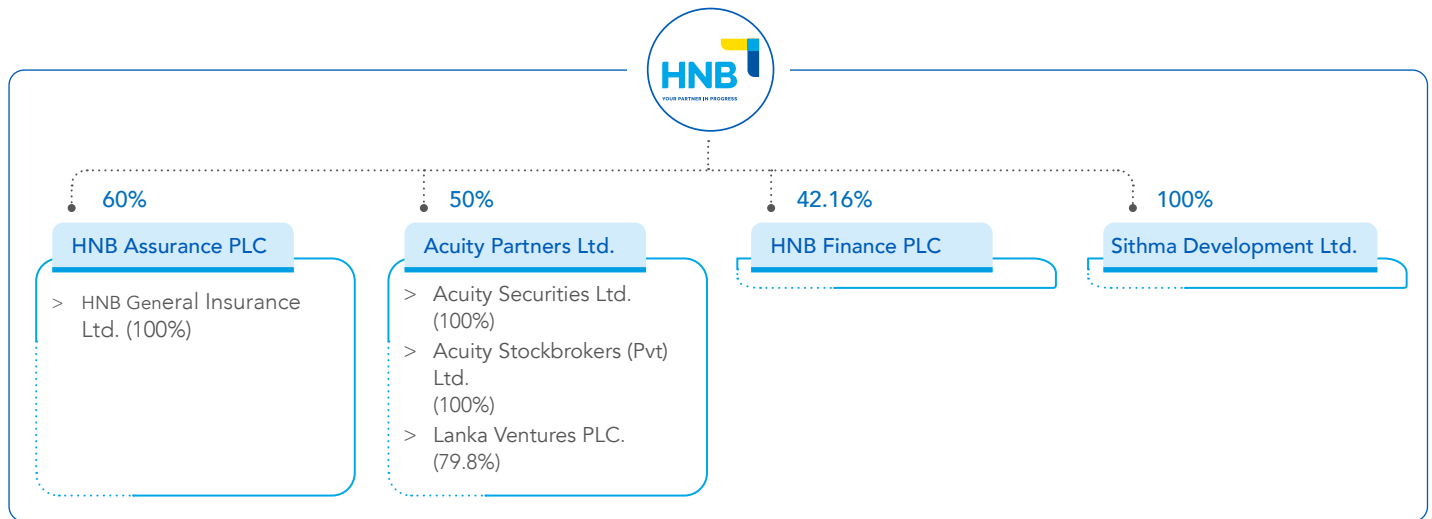 HNB
YOUR PARTNER IN PROGRESS
60%
HNB Assurance PLC
> HNB General Insurance
Ltd. (100%)
50%
Acuity Partners Ltd.
> Acuity Securities Ltd.
(100%)
> Acuity Stockbrokers (Pvt)
Ltd.
(100%)
> Lanka Ventures PLC.
(79.8%)
42.16%
HNB Finance PLC
100%
Sithma Development Ltd.